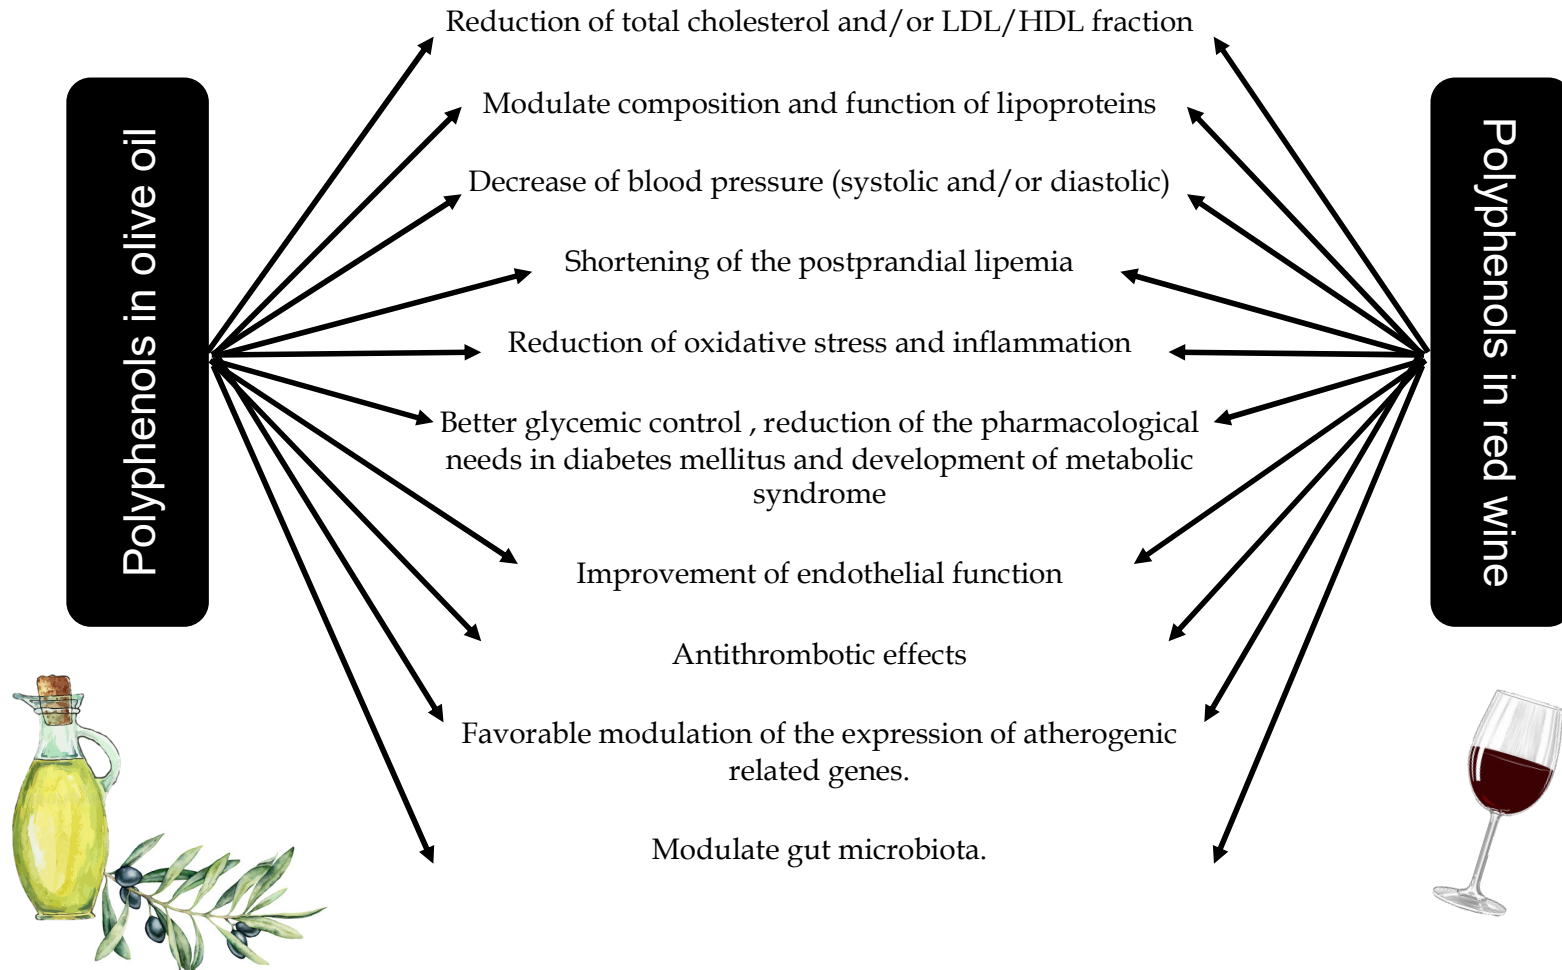 Reduction of total cholesterol and/or LDL/HDL fraction
Modulate composition and function of lipoproteins
Decrease of blood pressure (systolic and/or diastolic)
Shortening of the postprandial lipemia
Reduction of oxidative stress and inflammation
Better glycemic control , reduction of the pharmacological
needs in diabetes mellitus and development of metabolic
syndrome
Improvement of endothelial function
Antithrombotic effects
Favorable modulation of the expression of atherogenic
related genes.
Modulate gut microbiota.
Polyphenols in olive oil
Polyphenols in red wine